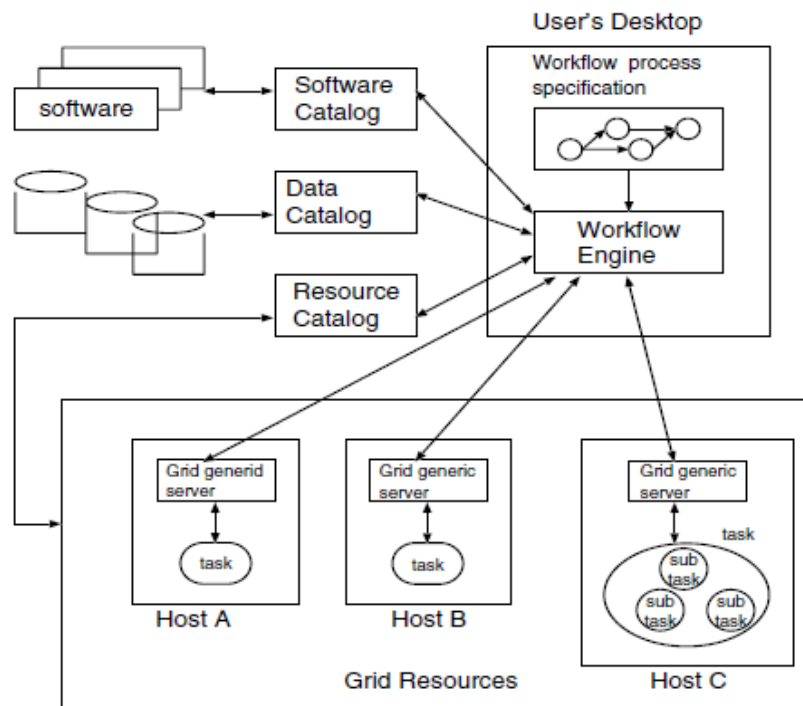 User's Desktop
Workflow process
specification
software
Software
Catalog
Data
Catalog
Workflow
Engine
Resource
Catalog
Grid generid
server
Grid generic
server
Grid generic
server
task
task
task
sub
task
sub
task
sub
task
Host A
Host B
Grid Resources
Host C